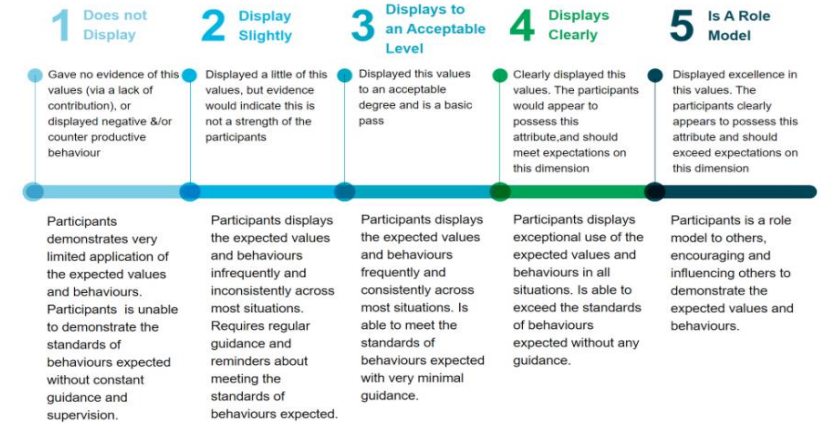 1 Does not
Display
Gave no evidence of this
values (via a lack of
contribution), or
displayed negative &/or
counter productive
behaviour
Participants
demonstrates very
limited application of
the expected values
and behaviours.
Participants is unable
to demonstrate the
standards of
behaviours expected
without constant
guidance and
supervision.
2 Display
Slightly
Displayed a little of this
values, but evidence
would indicate this is
not a strength of the
participants
Participants displays
the expected values
and behaviours
infrequently and
inconsistently across
most situations.
Requires regular
guidance and
reminders about
meeting the
standards of
behaviours expected.
3 Displays to
an Acceptable
Level
Displayed this values
to an acceptable
degree and is a basic
pass
Participants displays
the expected values
and behaviours
frequently and
consistently across
most situations. Is
able to meet the
standards of
behaviours expected
with very minimal
guidance.
4 Displays
Clearly
Clearly displayed this
values. The participants
would appear to
possess this
attribute,and should
meet expectations on
this dimension
Participants displays
exceptional use of the
expected values and
behaviours in all
situations. Is able to
exceed the standards
of behaviours
expected without any
guidance.
5 Is A Role
Model
Displayed excellence in
this values. The
participants clearly
appears to possess this
attribute and should
exceed expectations on
this dimension
Participants is a role
model to others,
encouraging and
influencing others to
demonstrate the
expected values and
behaviours.